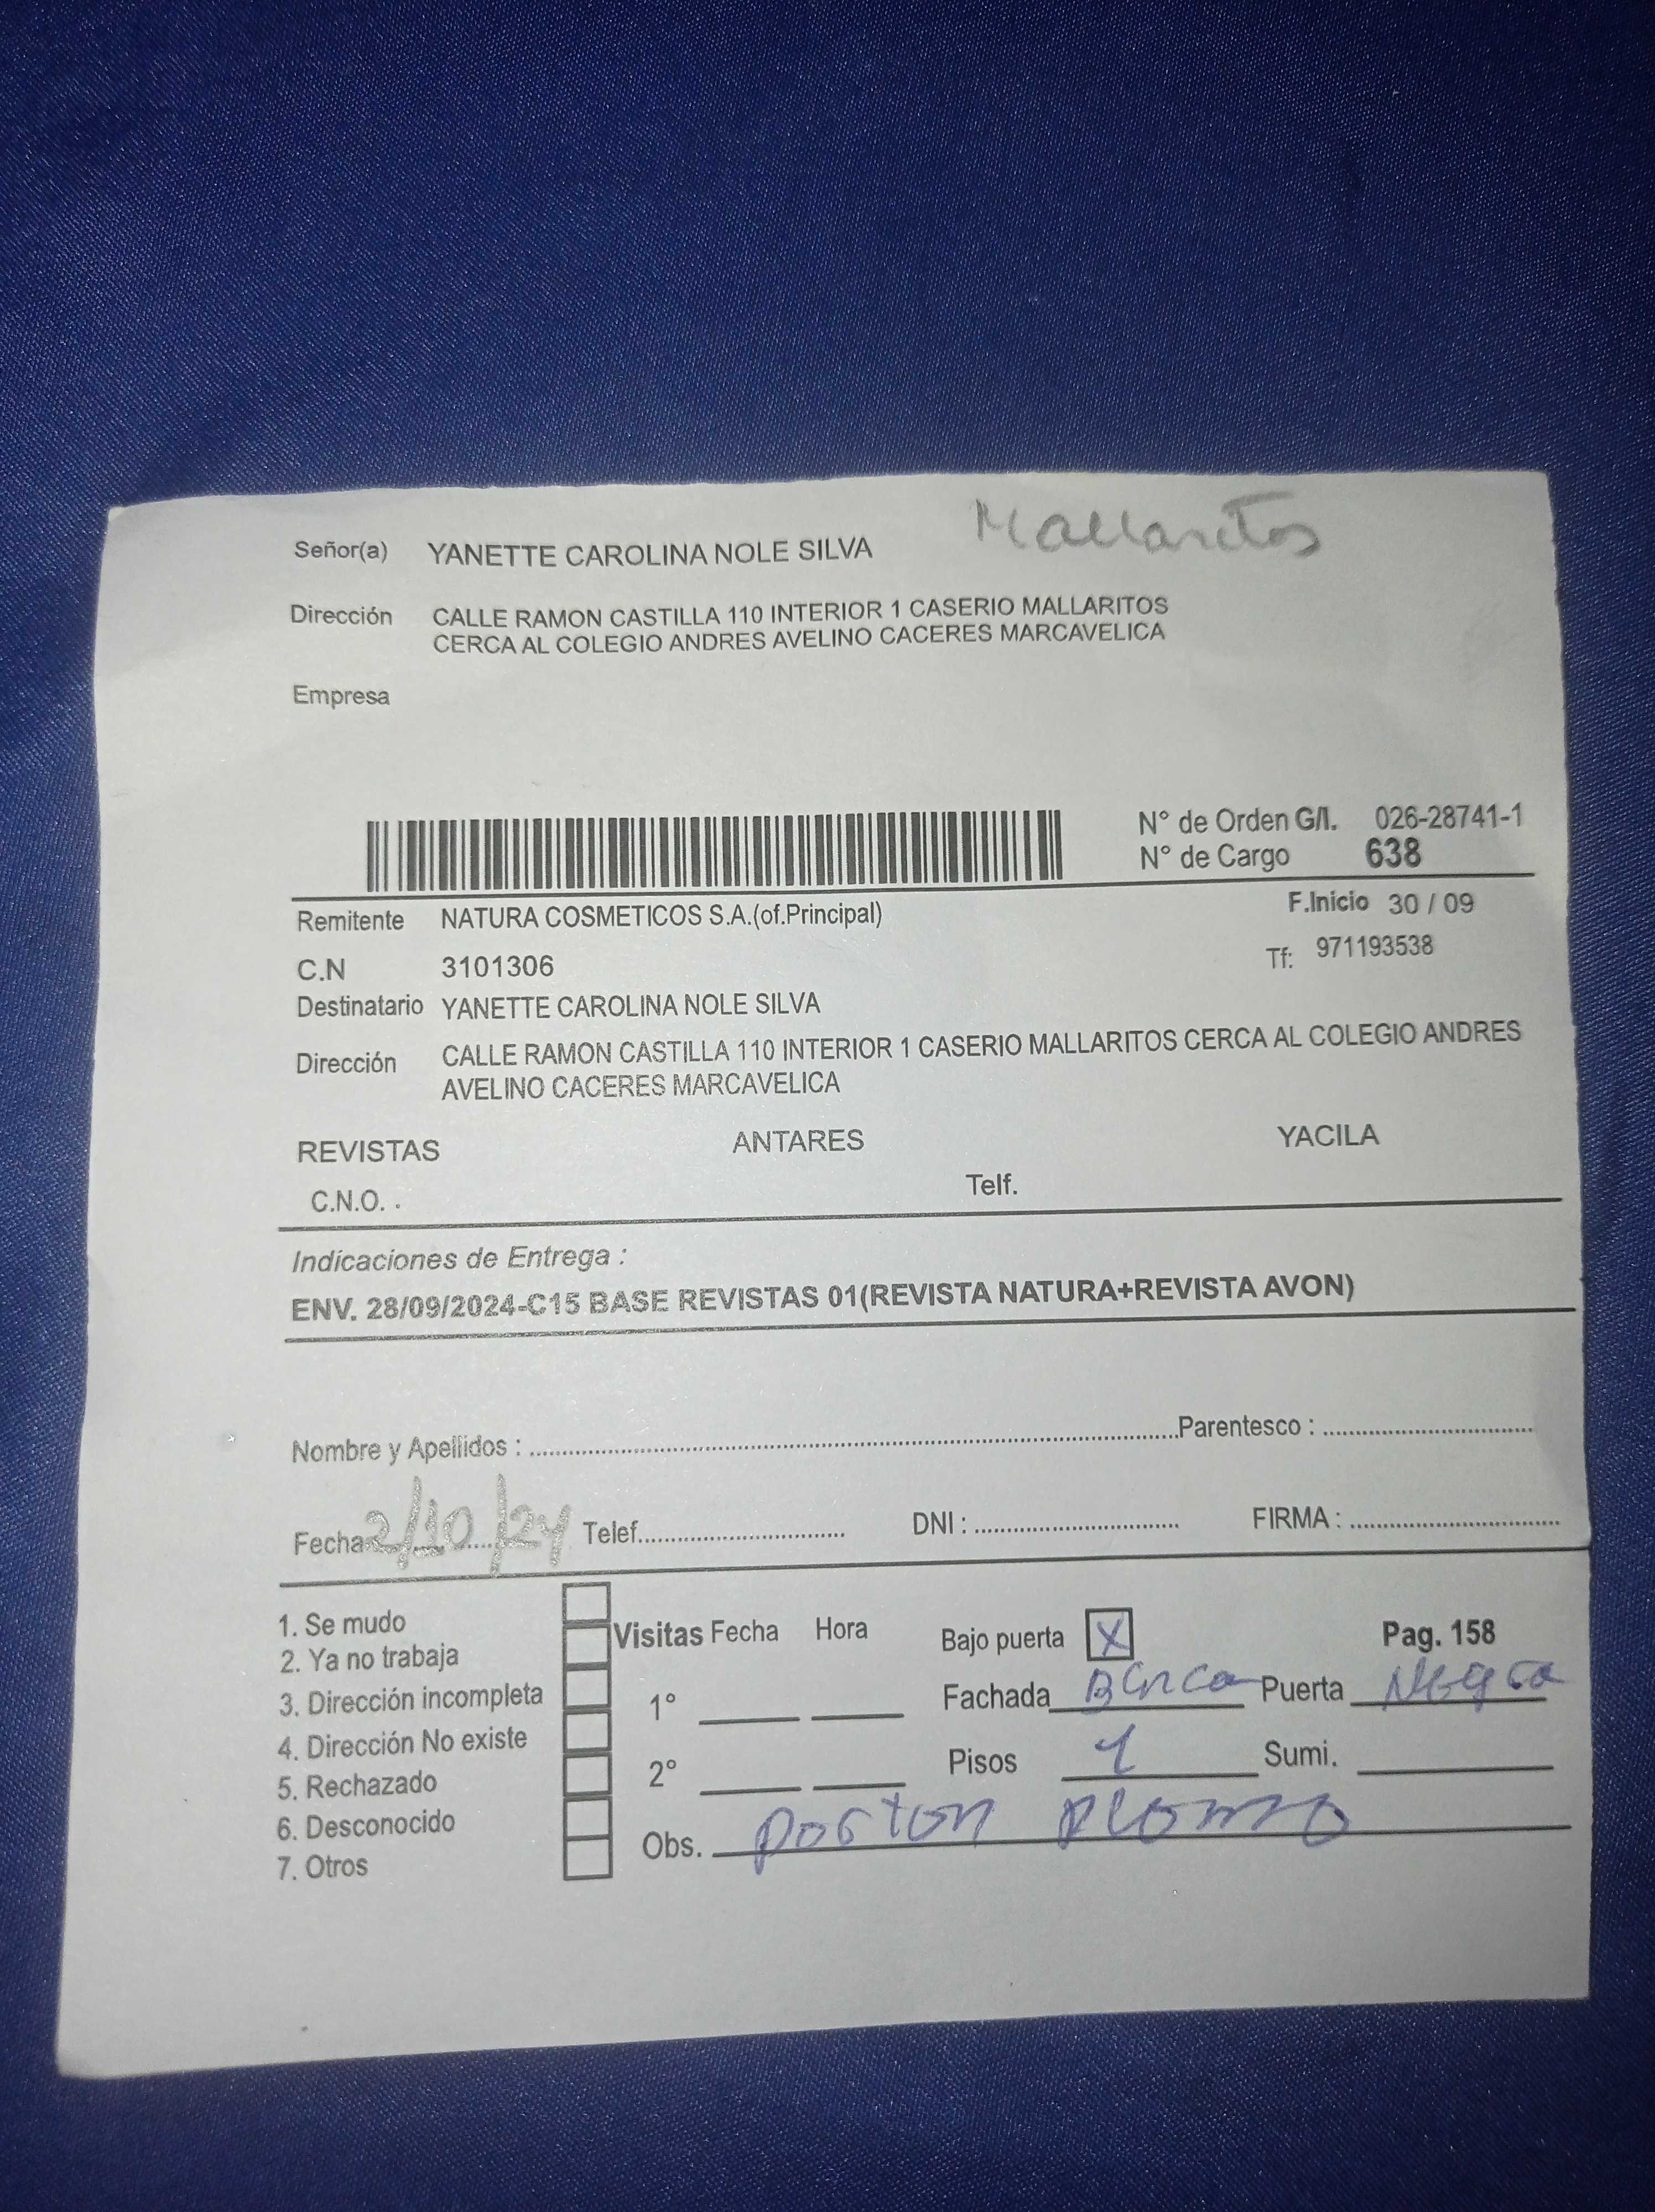 Mallaritos
Señor(a) YANETTE CAROLINA NOLE SILVA
Dirección CALLE RAMON CASTILLA 110 INTERIOR 1 CASERIO MALLARITOS
CERCA AL COLEGIO ANDRES AVELINO CACERES MARCAVELICA
Empresa
N° de Orden G/I. 026-28741-1
N° de Cargo 638
Remitente NATURA COSMETICOS S.A.(of.Principal) F.Inicio 30 / 09
C.N 3101306 Tf: 971193538
Destinatario YANETTE CAROLINA NOLE SILVA
Dirección CALLE RAMON CASTILLA 110 INTERIOR 1 CASERIO MALLARITOS CERCA AL COLEGIO ANDRES
AVELINO CACERES MARCAVELICA
REVISTAS ANTARES YACILA
C.N.O. . Telf.
Indicaciones de Entrega :
ENV. 28/09/2024-C15 BASE REVISTAS 01(REVISTA NATURA+REVISTA AVON)
Nombre y Apellidos : Parentesco :
Fecha 2/10/24 Telef. DNI : FIRMA :
1. Se mudo
2. Ya no trabaja
3. Dirección incompleta
4. Dirección No existe
5. Rechazado
6. Desconocido
7. Otros
Visitas Fecha Hora
1°
2°
Bajo puerta X Pag. 158
Fachada Blnca Puerta Negra
Pisos 1 Sumi.
Obs. porton plomo